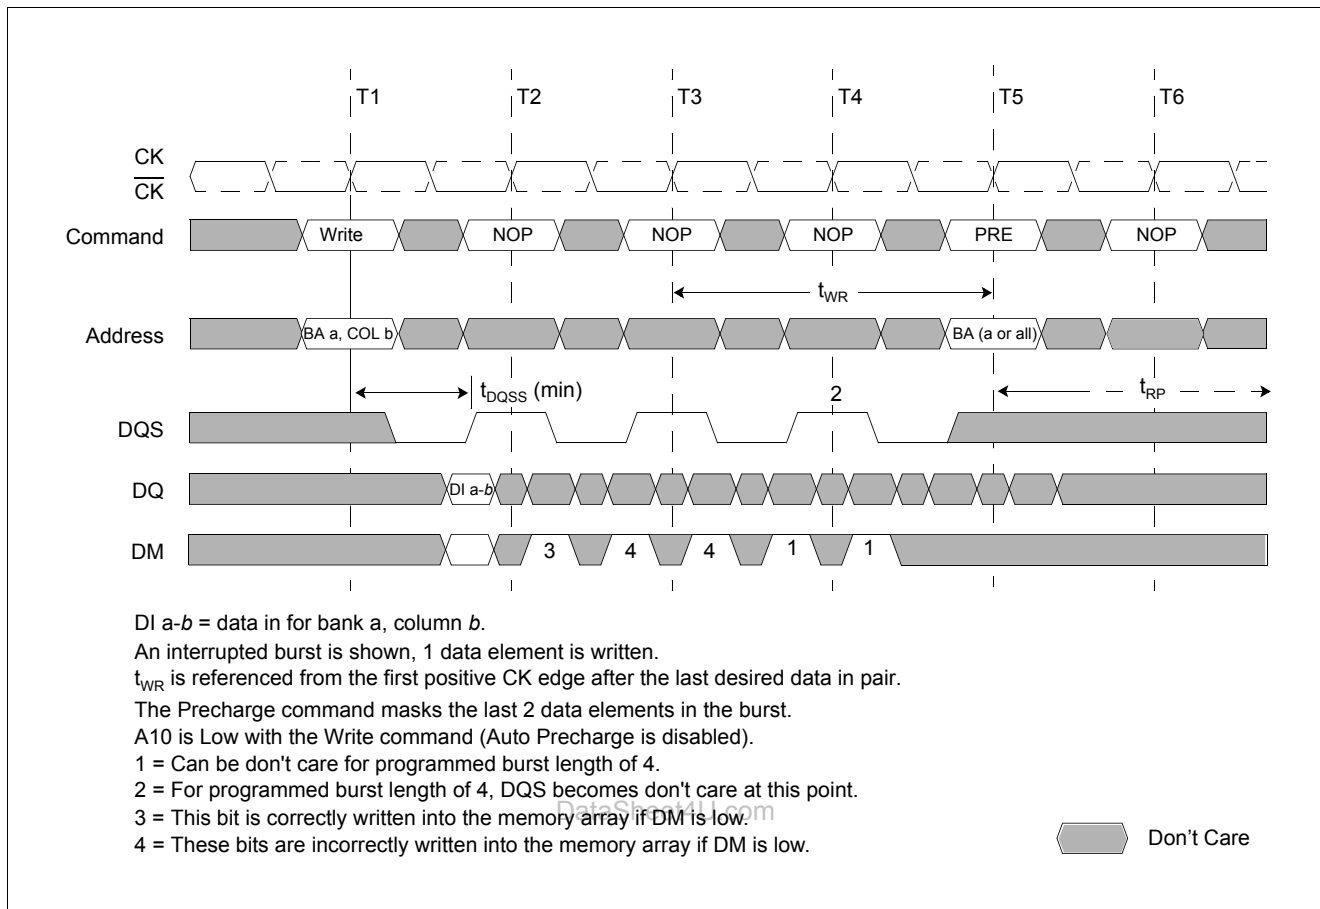 T1 T2 T3 T4 T5 T6
CK
CK
Command Write NOP NOP NOP PRE NOP
tWR
Address BA a, COL b BA (a or all)
tDQSS (min) 2 tRP
DQS
DQ DI a-b
DM 3 4 4 1 1
DI a-b = data in for bank a, column b.
An interrupted burst is shown, 1 data element is written.
tWR is referenced from the first positive CK edge after the last desired data in pair.
The Precharge command masks the last 2 data elements in the burst.
A10 is Low with the Write command (Auto Precharge is disabled).
1 = Can be don't care for programmed burst length of 4.
2 = For programmed burst length of 4, DQS becomes don't care at this point.
DataSheet4U.com
3 = This bit is correctly written into the memory array if DM is low.
4 = These bits are incorrectly written into the memory array if DM is low.
Don't Care